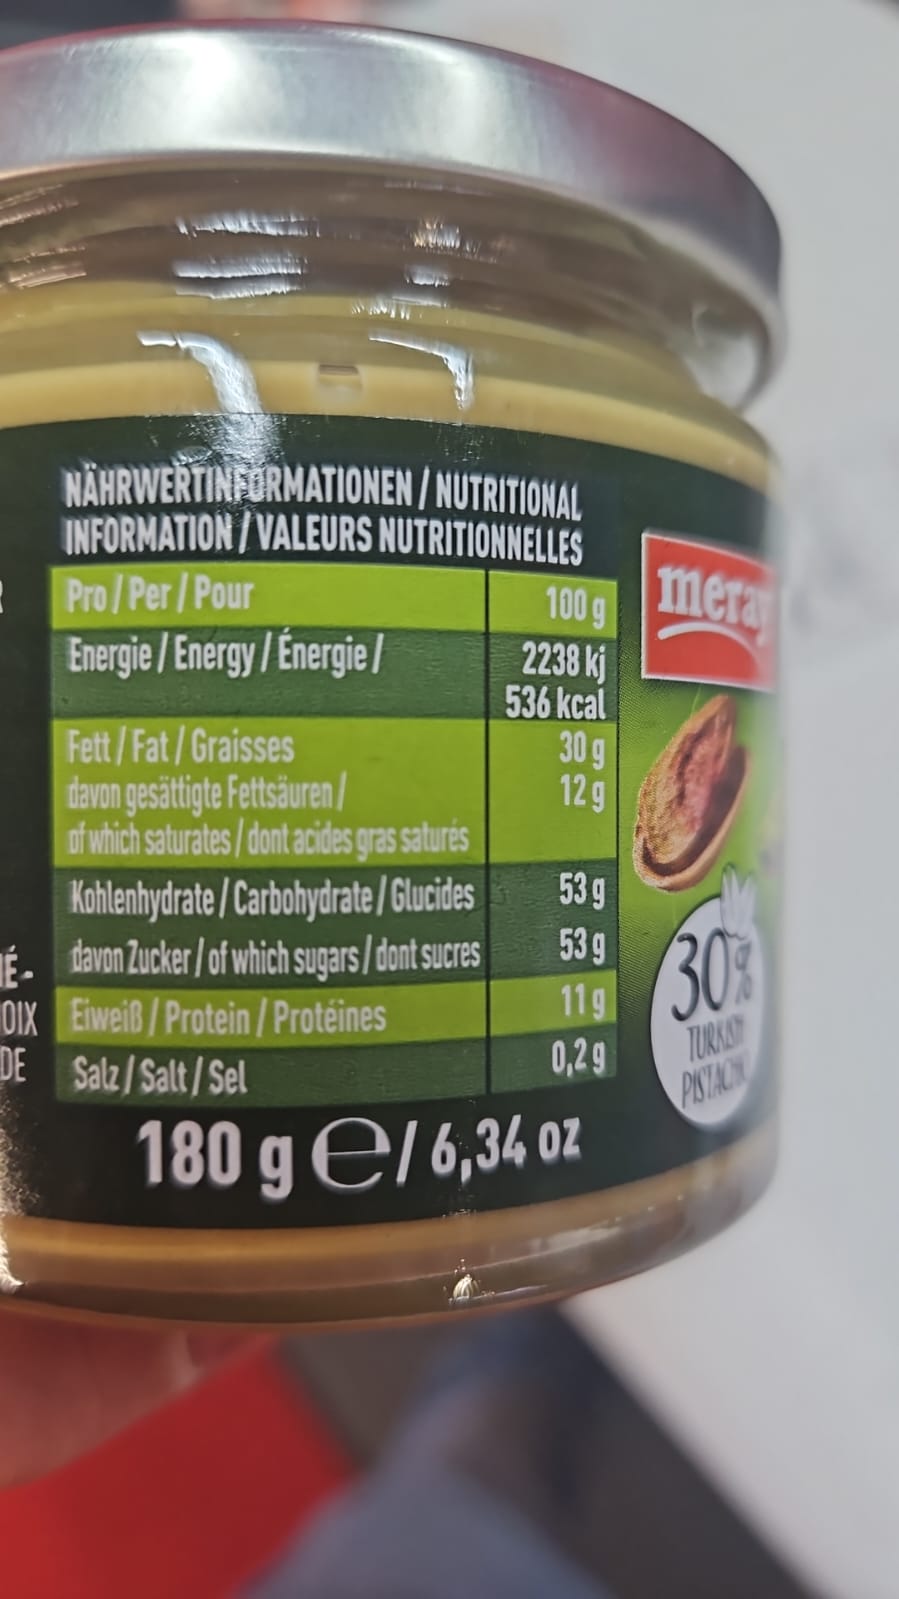 NÄHRWERTINFORMATIONEN / NUTRITIONAL
INFORMATION / VALEURS NUTRITIONNELLES
Pro / Per / Pour 100 g
Energie / Energy / Énergie / 2238 kj
536 kcal
Fett / Fat / Graisses 30 g
davon gesättigte Fettsäuren / 12 g
of which saturates / dont acides gras saturés
Kohlenhydrate / Carbohydrate / Glucides 53 g
davon Zucker / of which sugars / dont sucres 53 g
Eiweiß / Protein / Protéines 11 g
Salz / Salt / Sel 0,2 g
180 g ℮ / 6,34 oz
meray
30%
TURKISH
OIX
DE